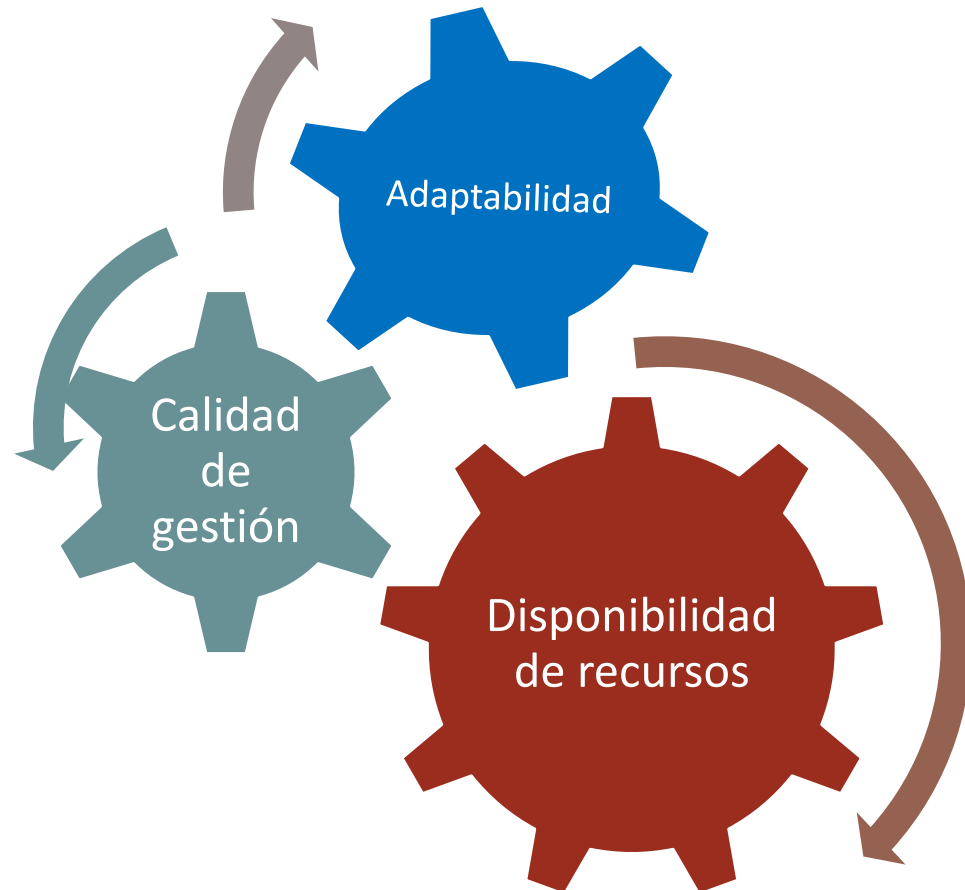 Adaptabilidad
Calidad
de
gestión
Disponibilidad
de recursos